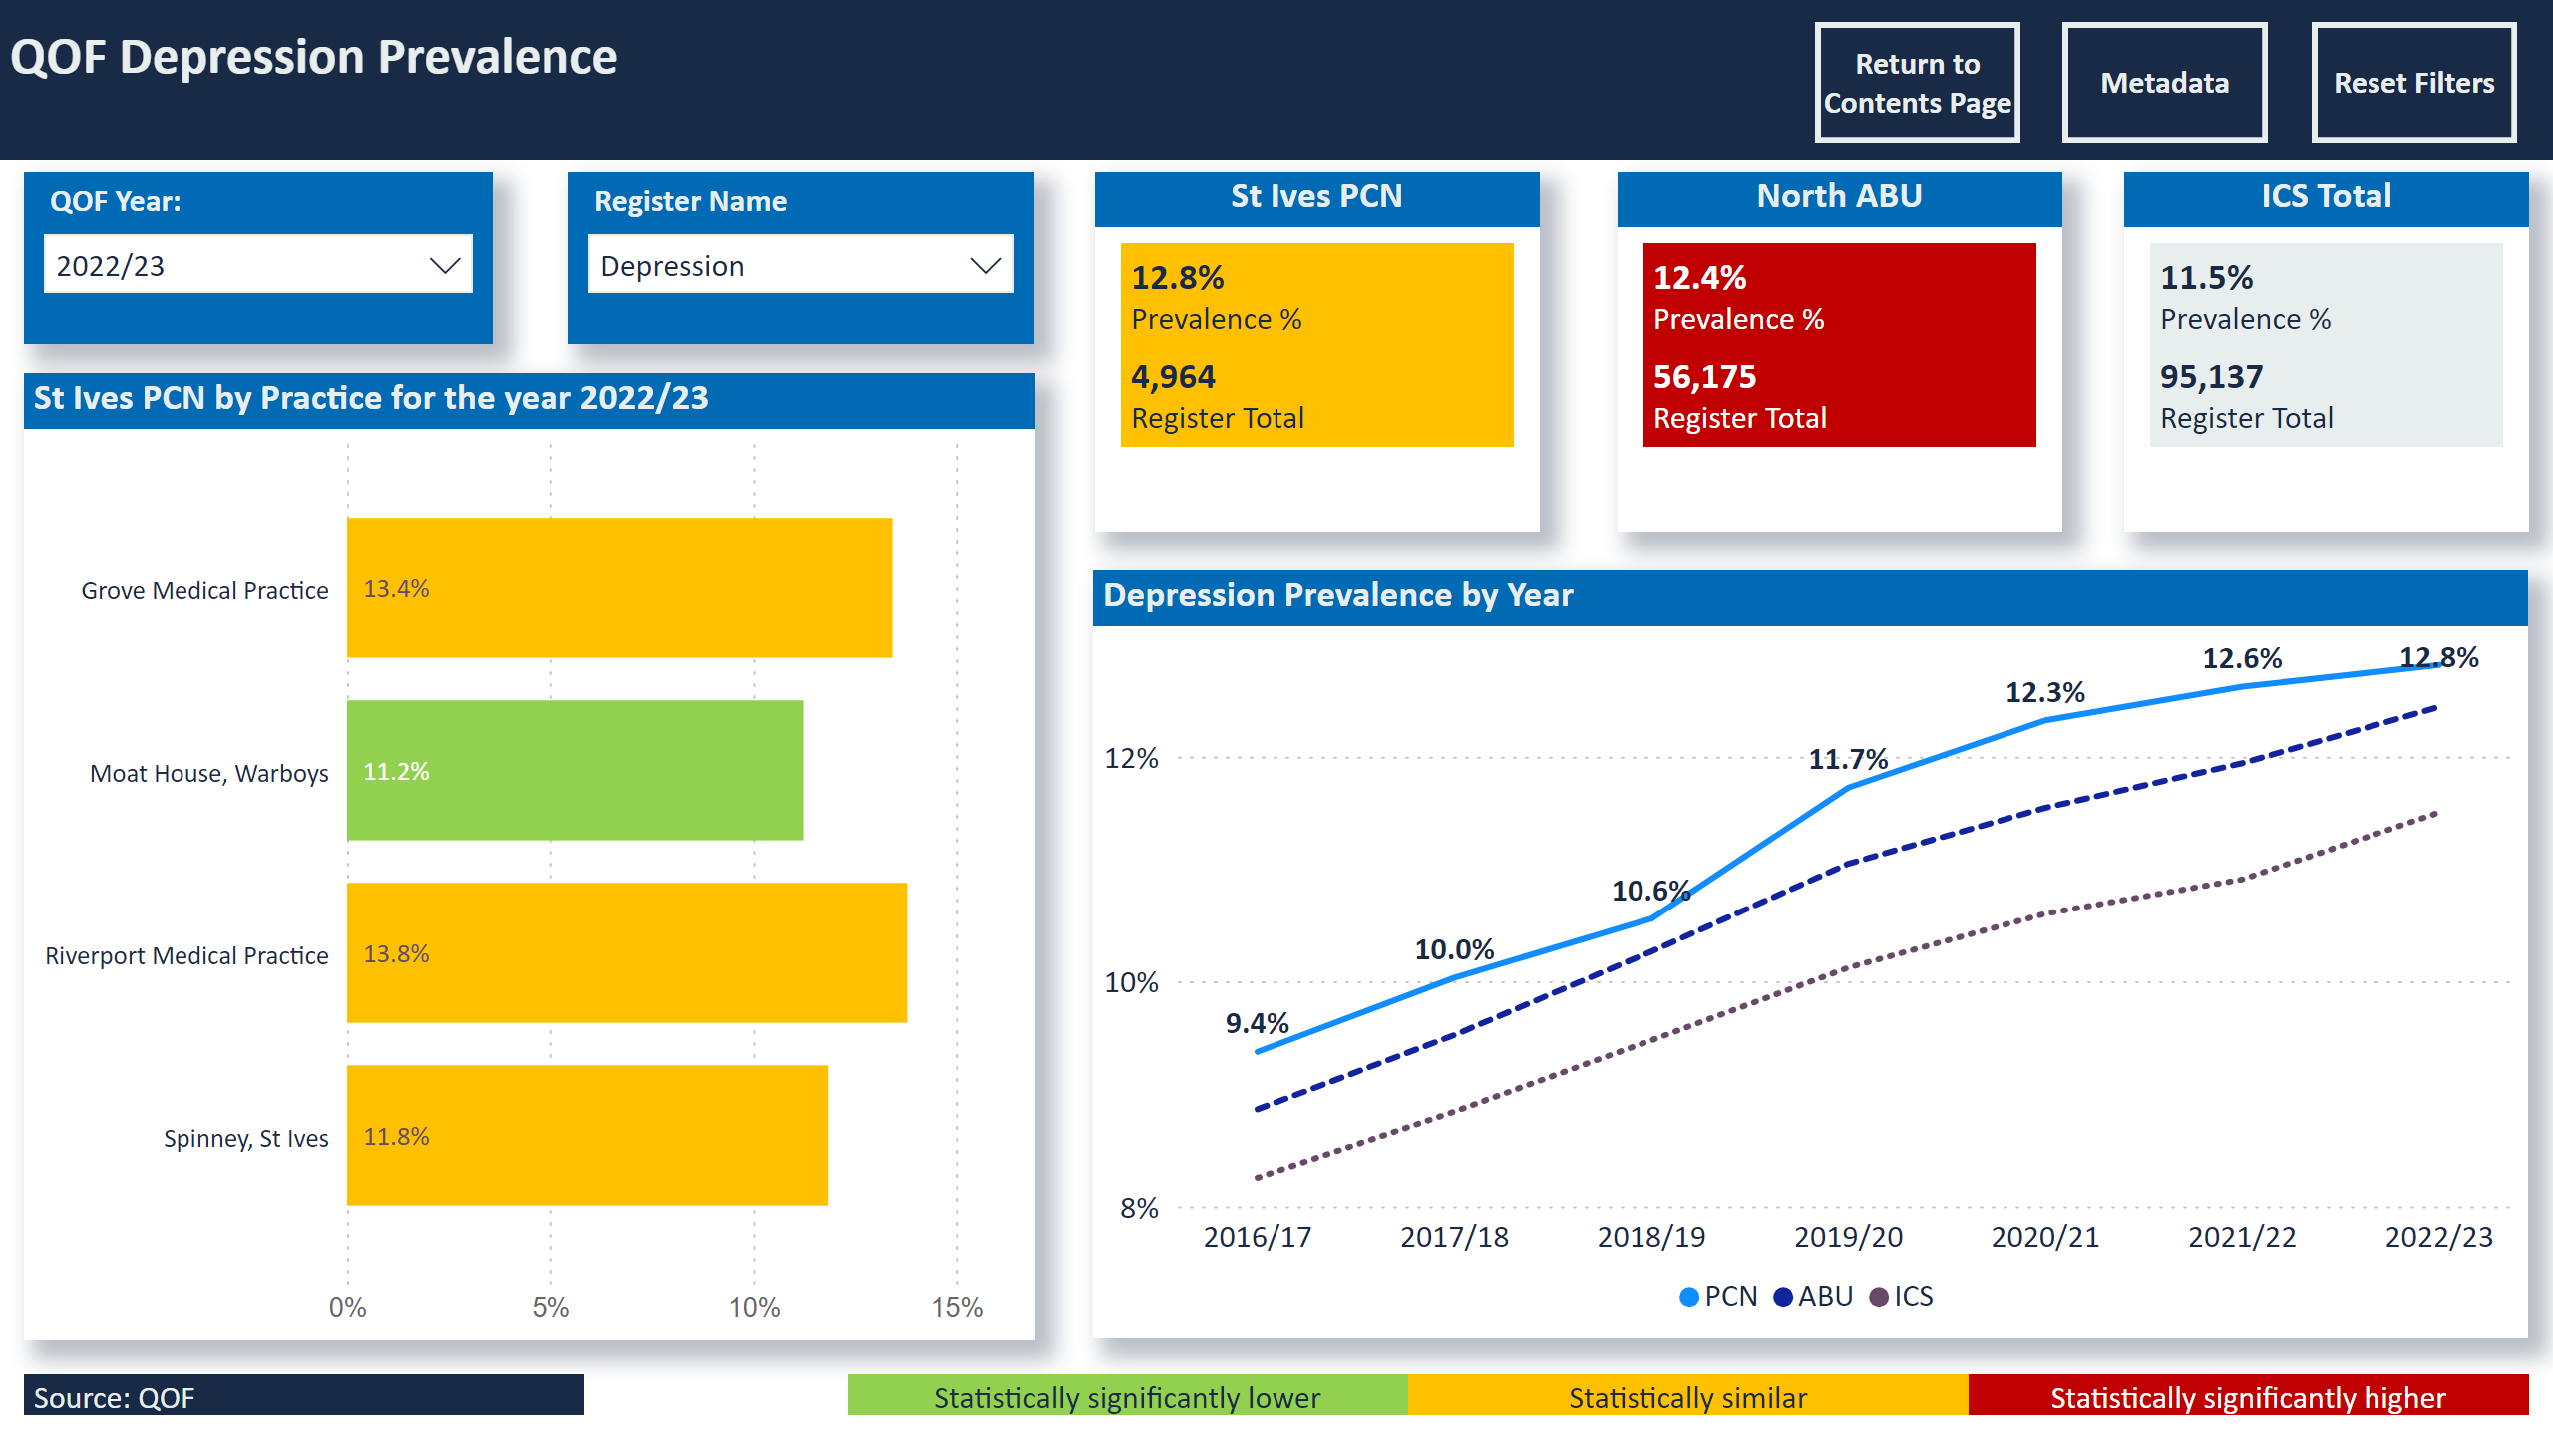 QOF Depression Prevalence
Return to
Contents Page
Metadata
Reset Filters
QOF Year:
2022/23
Register Name
Depression
St Ives PCN
12.8%
Prevalence %
4,964
Register Total
North ABU
12.4%
Prevalence %
56,175
Register Total
ICS Total
11.5%
Prevalence %
95,137
Register Total
St Ives PCN by Practice for the year 2022/23
Grove Medical Practice
13.4%
Moat House, Warboys
11.2%
Riverport Medical Practice
13.8%
Spinney, St Ives
11.8%
0%
5%
10%
15%
Depression Prevalence by Year
12%
10%
8%
9.4%
10.0%
10.6%
11.7%
12.3%
12.6%
12.8%
2016/17
2017/18
2018/19
2019/20
2020/21
2021/22
2022/23
PCN
ABU
ICS
Source: QOF
Statistically significantly lower
Statistically similar
Statistically significantly higher